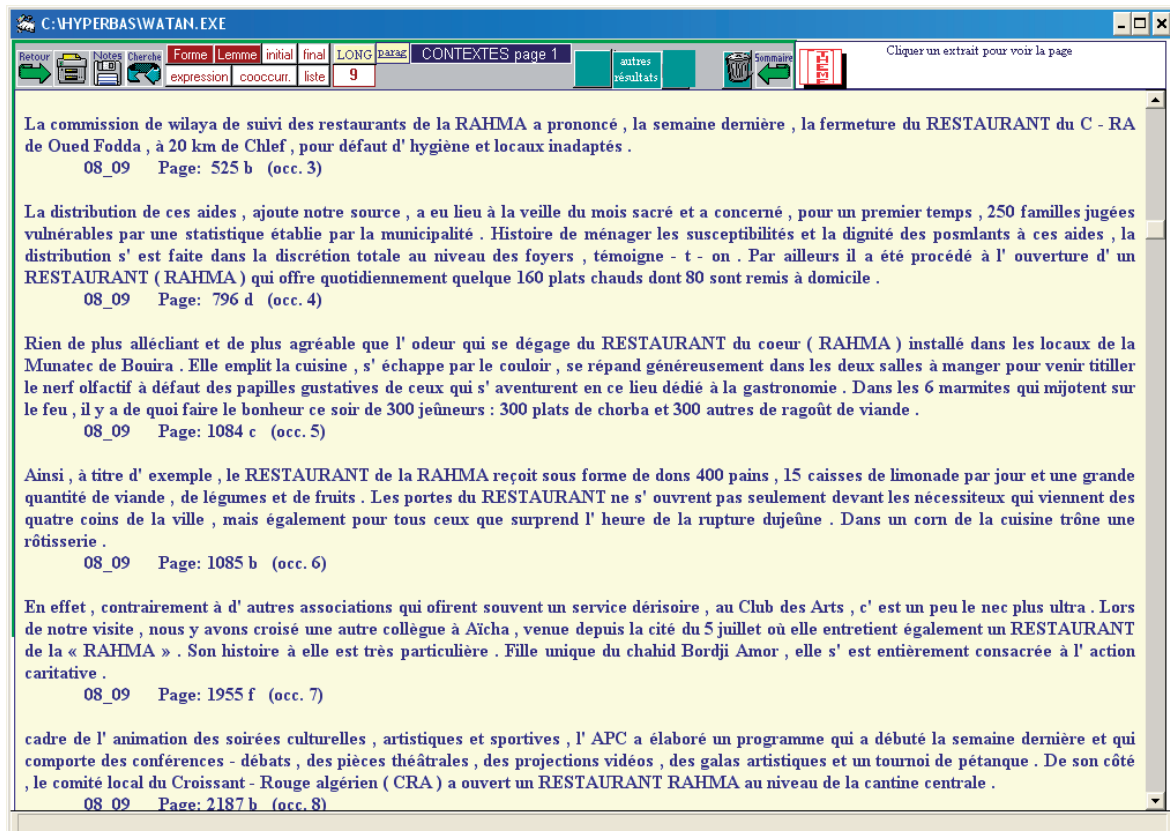 C:\HYPERBAS\WATAN.EXE
Retour Notes Cherche Forme Lemme initial final LONG parag CONTEXTES page 1 autres résultats Sommaire THEME Cliquer un extrait pour voir la page
expression cooccurr. liste 9
La commission de wilaya de suivi des restaurants de la RAHMA a prononcé , la semaine dernière , la fermeture du RESTAURANT du C - RA
de Oued Fodda , à 20 km de Chlef , pour défaut d' hygiène et locaux inadaptés .
08_09 Page: 525 b (occ. 3)
La distribution de ces aides , ajoute notre source , a eu lieu à la veille du mois sacré et a concerné , pour un premier temps , 250 familles jugées
vulnérables par une statistique établie par la municipalité . Histoire de ménager les susceptibilités et la dignité des posmlants à ces aides , la
distribution s' est faite dans la discrétion totale au niveau des foyers , témoigne - t - on . Par ailleurs il a été procédé à l' ouverture d' un
RESTAURANT ( RAHMA ) qui offre quotidiennement quelque 160 plats chauds dont 80 sont remis à domicile .
08_09 Page: 796 d (occ. 4)
Rien de plus allécliant et de plus agréable que l' odeur qui se dégage du RESTAURANT du coeur ( RAHMA ) installé dans les locaux de la
Munatec de Bouira . Elle emplit la cuisine , s' échappe par le couloir , se répand généreusement dans les deux salles à manger pour venir titiller
le nerf olfactif à défaut des papilles gustatives de ceux qui s' aventurent en ce lieu dédié à la gastronomie . Dans les 6 marmites qui mijotent sur
le feu , il y a de quoi faire le bonheur ce soir de 300 jeûneurs : 300 plats de chorba et 300 autres de ragoût de viande .
08_09 Page: 1084 c (occ. 5)
Ainsi , à titre d' exemple , le RESTAURANT de la RAHMA reçoit sous forme de dons 400 pains , 15 caisses de limonade par jour et une grande
quantité de viande , de légumes et de fruits . Les portes du RESTAURANT ne s' ouvrent pas seulement devant les nécessiteux qui viennent des
quatre coins de la ville , mais également pour tous ceux que surprend l' heure de la rupture dujeûne . Dans un corn de la cuisine trône une
rôtisserie .
08_09 Page: 1085 b (occ. 6)
En effet , contrairement à d' autres associations qui ofirent souvent un service dérisoire , au Club des Arts , c' est un peu le nec plus ultra . Lors
de notre visite , nous y avons croisé une autre collègue à Aïcha , venue depuis la cité du 5 juillet où elle entretient également un RESTAURANT
de la « RAHMA » . Son histoire à elle est très particulière . Fille unique du chahid Bordji Amor , elle s' est entièrement consacrée à l' action
caritative .
08_09 Page: 1955 f (occ. 7)
cadre de l' animation des soirées culturelles , artistiques et sportives , l' APC a élaboré un programme qui a débuté la semaine dernière et qui
comporte des conférences - débats , des pièces théâtrales , des projections vidéos , des galas artistiques et un tournoi de pétanque . De son côté
, le comité local du Croissant - Rouge algérien ( CRA ) a ouvert un RESTAURANT RAHMA au niveau de la cantine centrale .
08_09 Page: 2187 b (occ. 8)